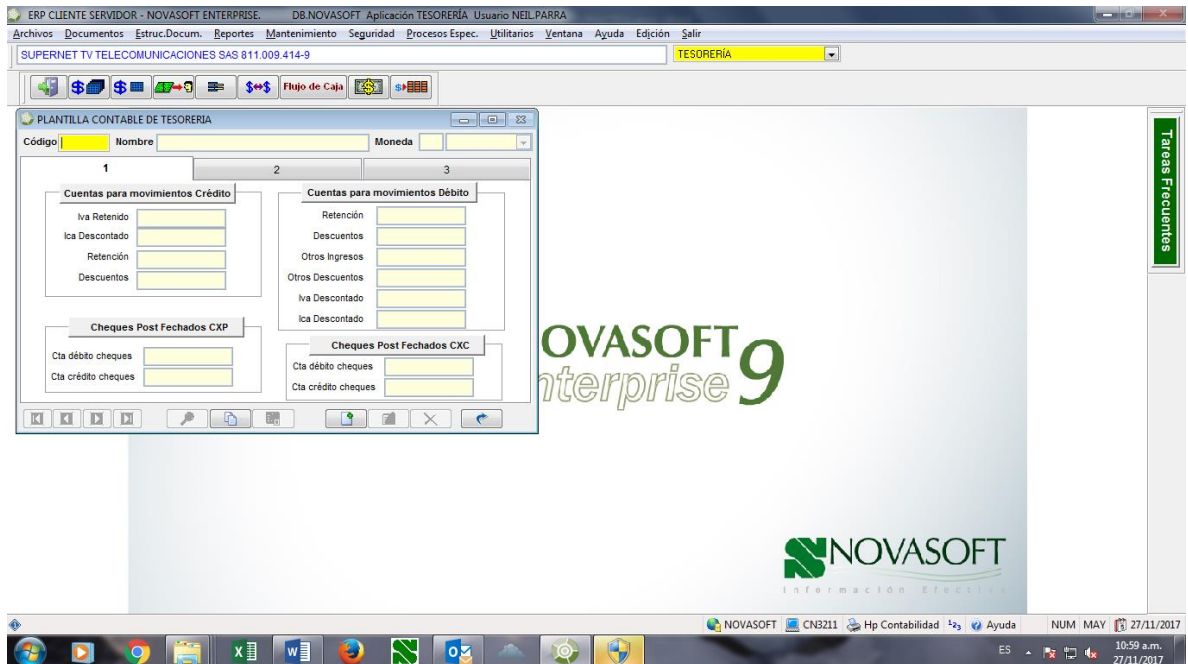 ERP CLIENTE SERVIDOR - NOVASOFT ENTERPRISE. DB.NOVASOFT Aplicación TESORERÍA Usuario NEIL.PARRA
Archivos Documentos Estruc.Docum. Reportes Mantenimiento Seguridad Procesos Espec. Utilitarios Ventana Ayuda Edición Salir
SUPERNET TV TELECOMUNICACIONES SAS 811.009.414-9 TESORERÍA
Flujo de Caja
PLANTILLA CONTABLE DE TESORERIA
Código Nombre Moneda
1 2 3
Cuentas para movimientos Crédito
Iva Retenido
Ica Descontado
Retención
Descuentos
Cuentas para movimientos Débito
Retención
Descuentos
Otros Ingresos
Otros Descuentos
Iva Descontado
Ica Descontado
Cheques Post Fechados CXP
Cta débito cheques
Cta crédito cheques
Cheques Post Fechados CXC
Cta débito cheques
Cta crédito cheques
Tareas Frecuentes
OVASOFT 9
nterprise
NOVASOFT
Información Efectiva
NOVASOFT CN3211 Hp Contabilidad 123 Ayuda NUM MAY 27/11/2017
ES 10:59 a.m.
27/11/2017